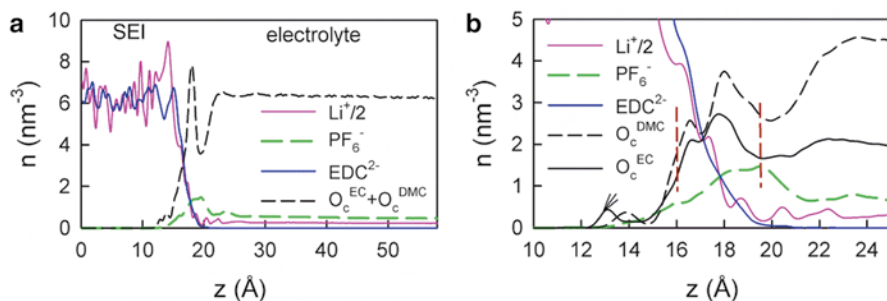 a
SEI
electrolyte
n (nm⁻³)
10
8
6
4
2
0
Li⁺/2
PF₆⁻
EDC²⁻
O_c^EC+O_c^DMC
0 10 20 30 40 50
z (Å)
b
n (nm⁻³)
5
4
3
2
1
0
Li⁺/2
PF₆⁻
EDC²⁻
O_c^DMC
O_c^EC
10 12 14 16 18 20 22 24
z (Å)